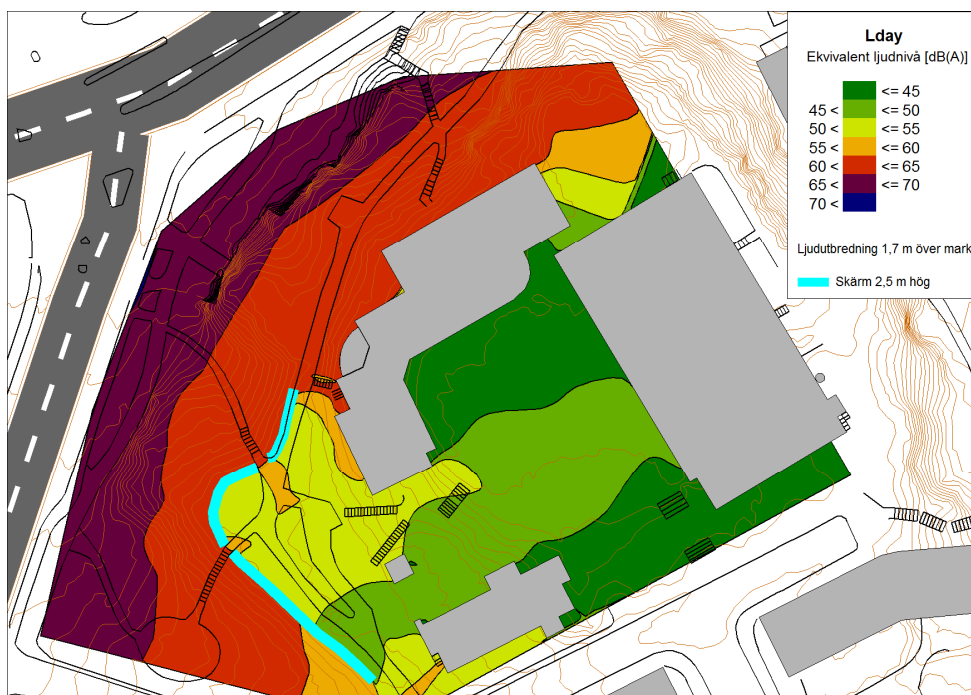 Lday
Ekvivalent ljudnivå [dB(A)]
<= 45
45 < <= 50
50 < <= 55
55 < <= 60
60 < <= 65
65 < <= 70
70 <
Ljudutbredning 1,7 m över mark
Skärm 2,5 m hög